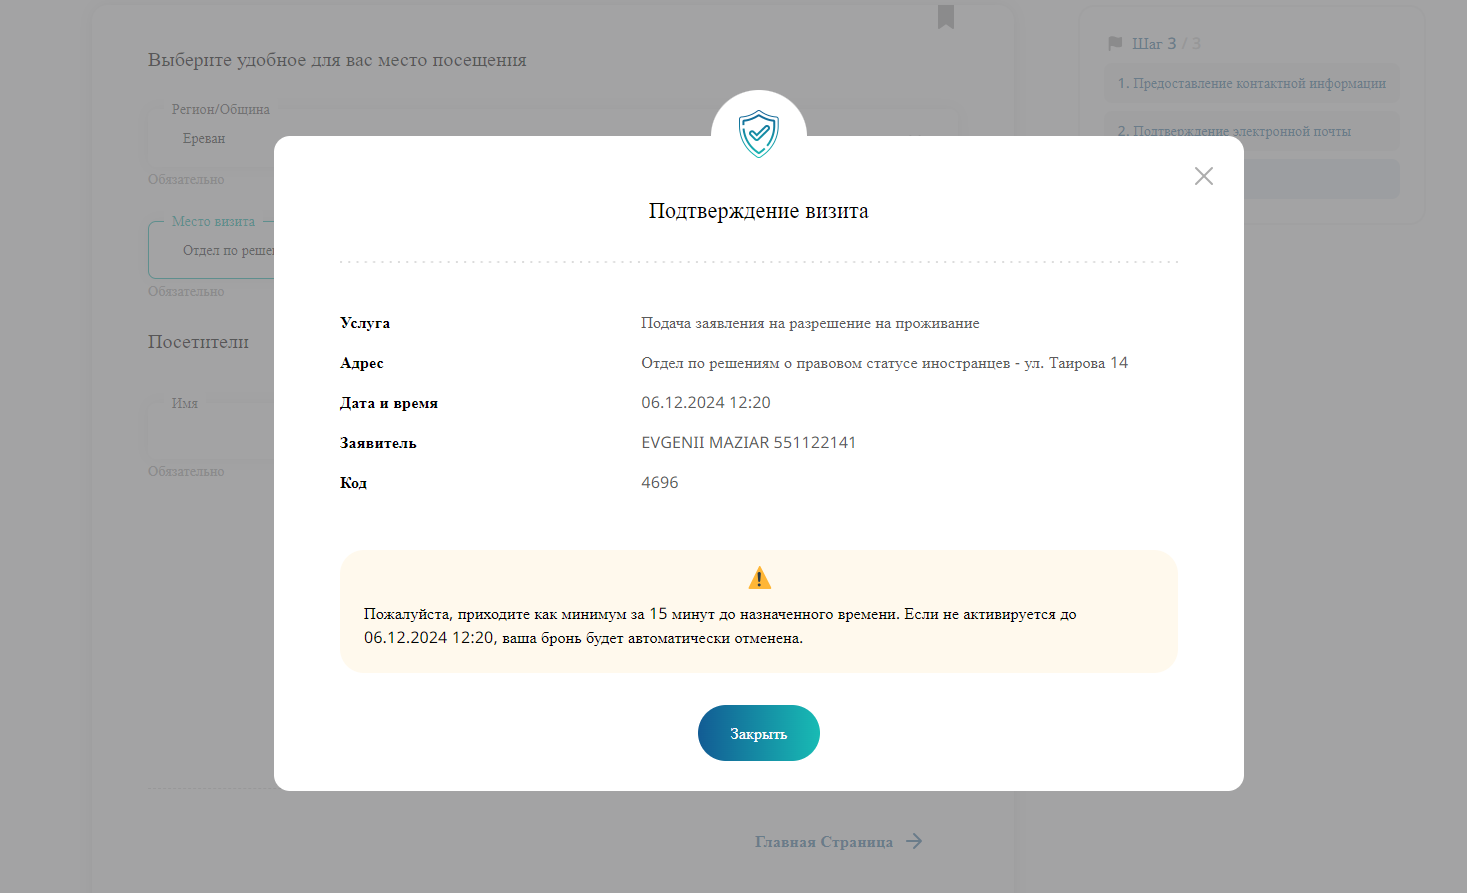 Выберите удобное для вас место посещения
Регион/Община
Ереван
Обязательно
Место визита
Отдел по
Обязательно
Посетители
Имя
Обязательно
Шаг 3 / 3
1. Предоставление контактной информации
2. Подтверждение электронной почты
Подтверждение визита
Услуга Подача заявления на разрешение на проживание
Адрес Отдел по решениям о правовом статусе иностранцев - ул. Таирова 14
Дата и время 06.12.2024 12:20
Заявитель EVGENII MAZIAR 551122141
Код 4696
Пожалуйста, приходите как минимум за 15 минут до назначенного времени. Если не активируется до
06.12.2024 12:20, ваша бронь будет автоматически отменена.
Закрыть
Главная Страница